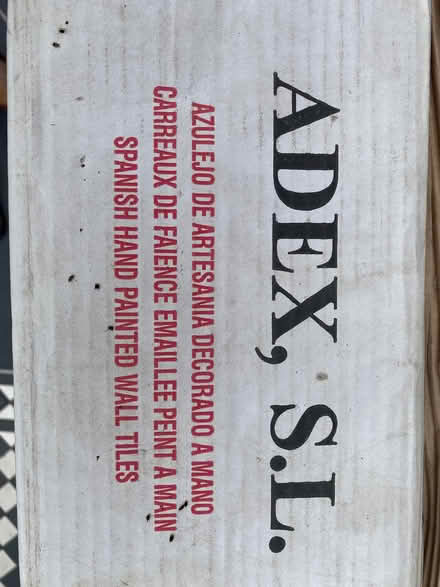 ADEX, S.L.
AZULEJO DE ARTESANIA DECORADO A MANO
CARREAUX DE FAIENCE EMAILLEE PEINT A MAIN
SPANISH HAND PAINTED WALL TILES